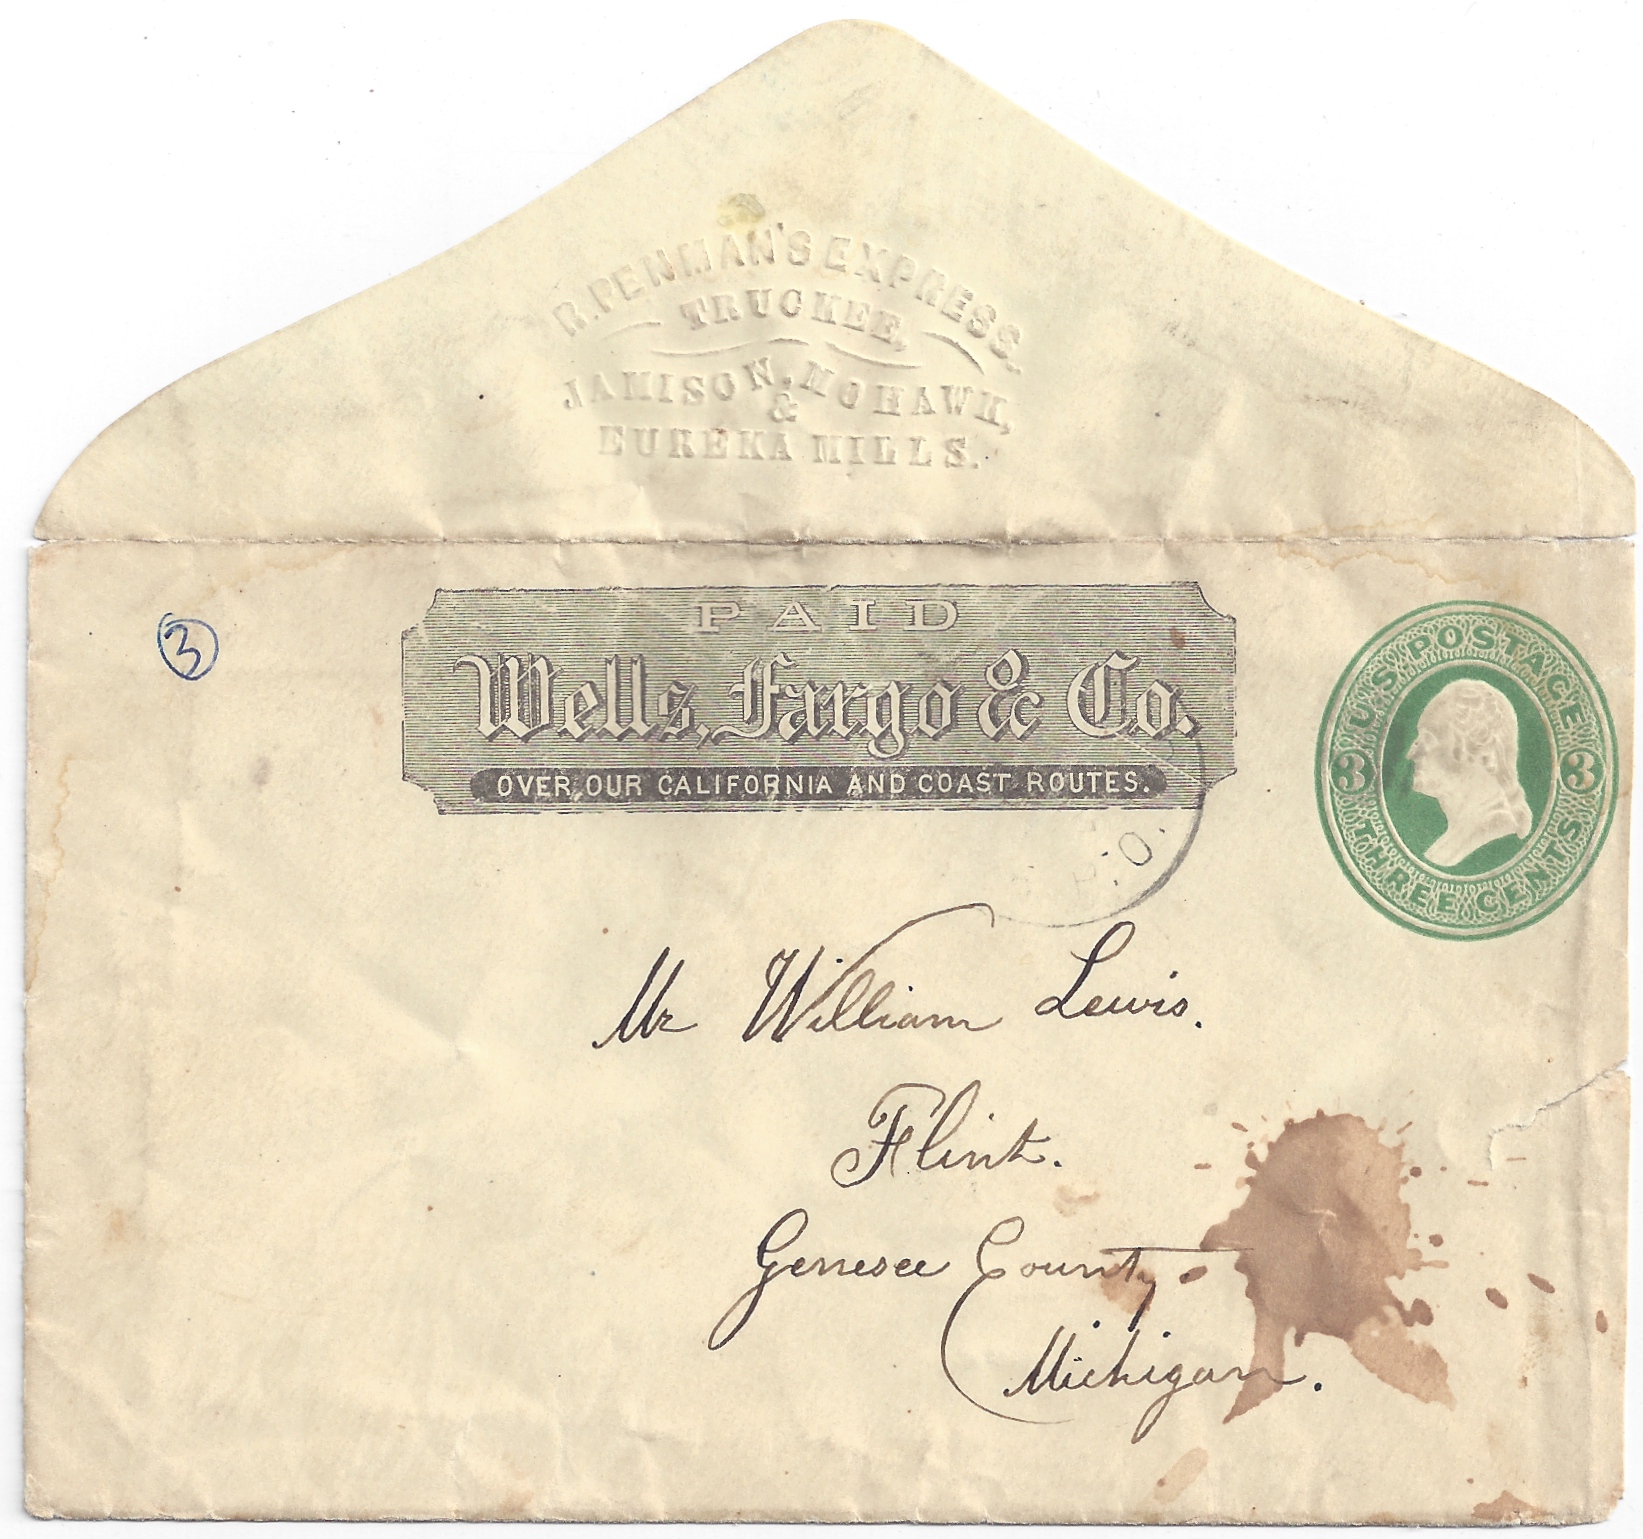 R. PENMAN'S EXPRESS,
TRUCKEE,
JAMISON, MOHAWK,
&
EUREKA MILLS.
3
PAID
Wells, Fargo & Co.
OVER OUR CALIFORNIA AND COAST ROUTES.
U.S. POSTAGE
3 3
THREE CENTS
Mr William Lewis.
Flint.
Genesee County
Michigan.